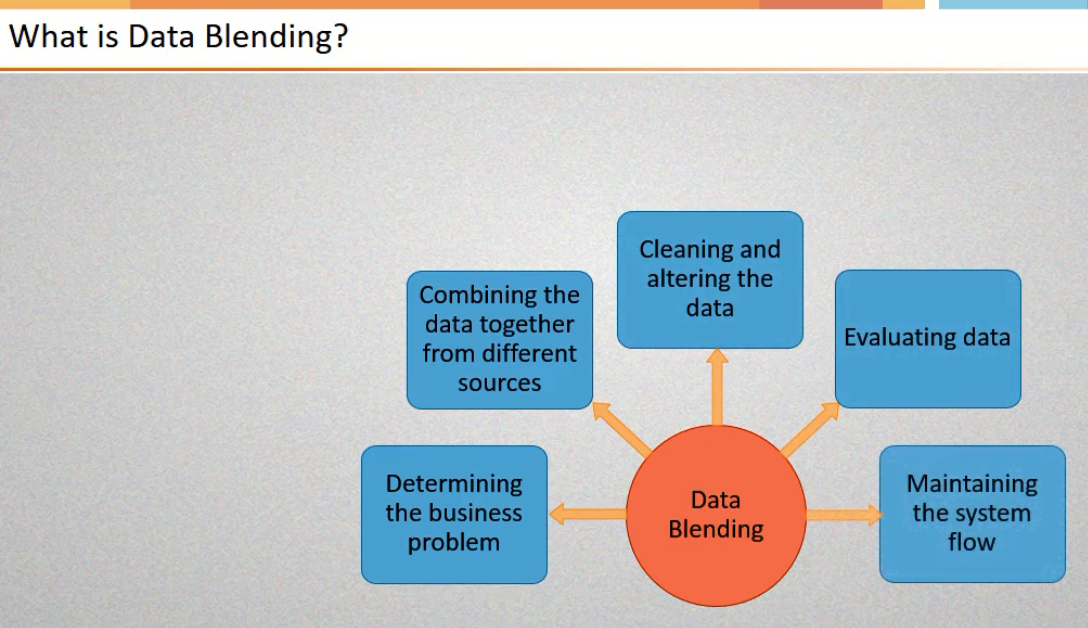 What is Data Blending?
Determining
the business
problem
Combining the
data together
from different
sources
Cleaning and
altering the
data
Evaluating data
Maintaining
the system
flow
Data
Blending